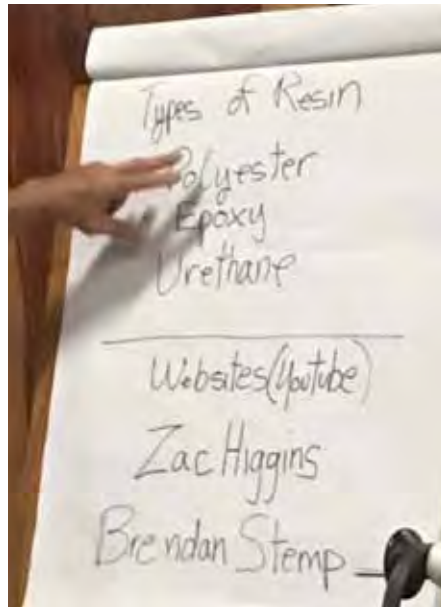 Types of Resin
Polyester
Epoxy
Urethane
Websites (Youtube)
Zac Higgins
Brendan Stemp